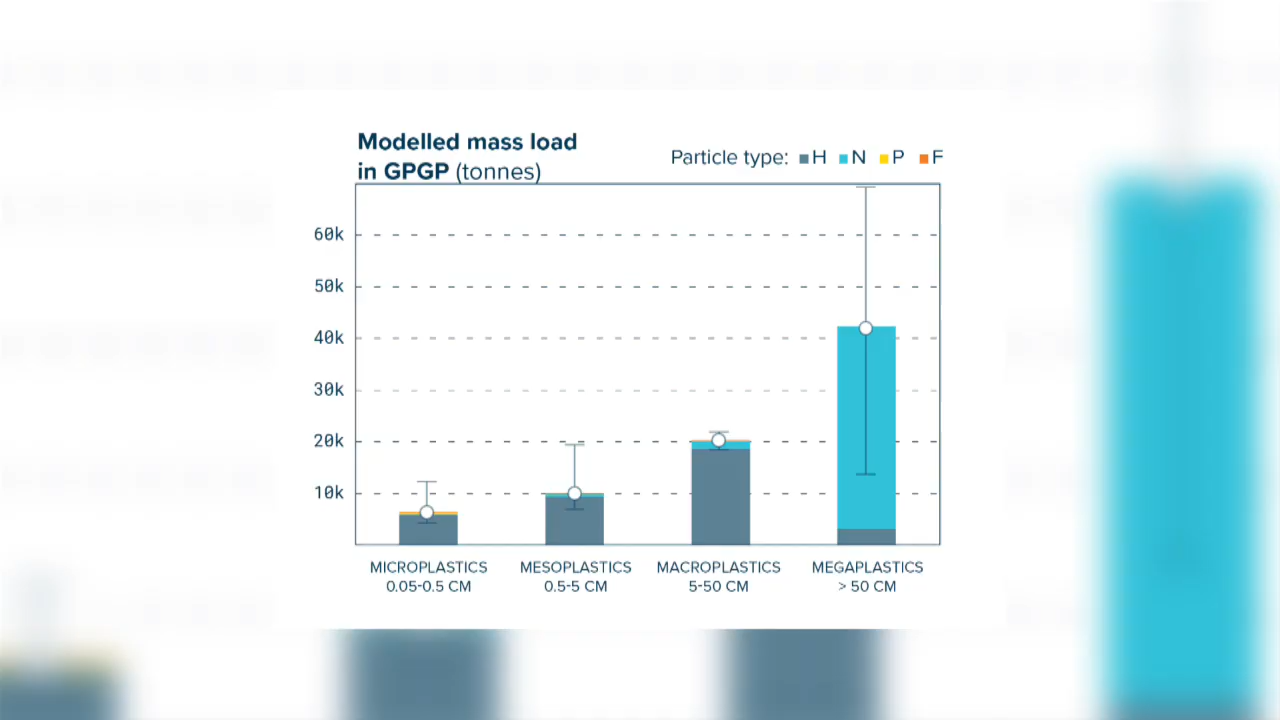 Modelled mass load
in GPGP (tonnes)
Particle type: H N P F
60k
50k
40k
30k
20k
10k
MICROPLASTICS MESOPLASTICS MACROPLASTICS MEGAPLASTICS
0.05-0.5 CM 0.5-5 CM 5-50 CM > 50 CM